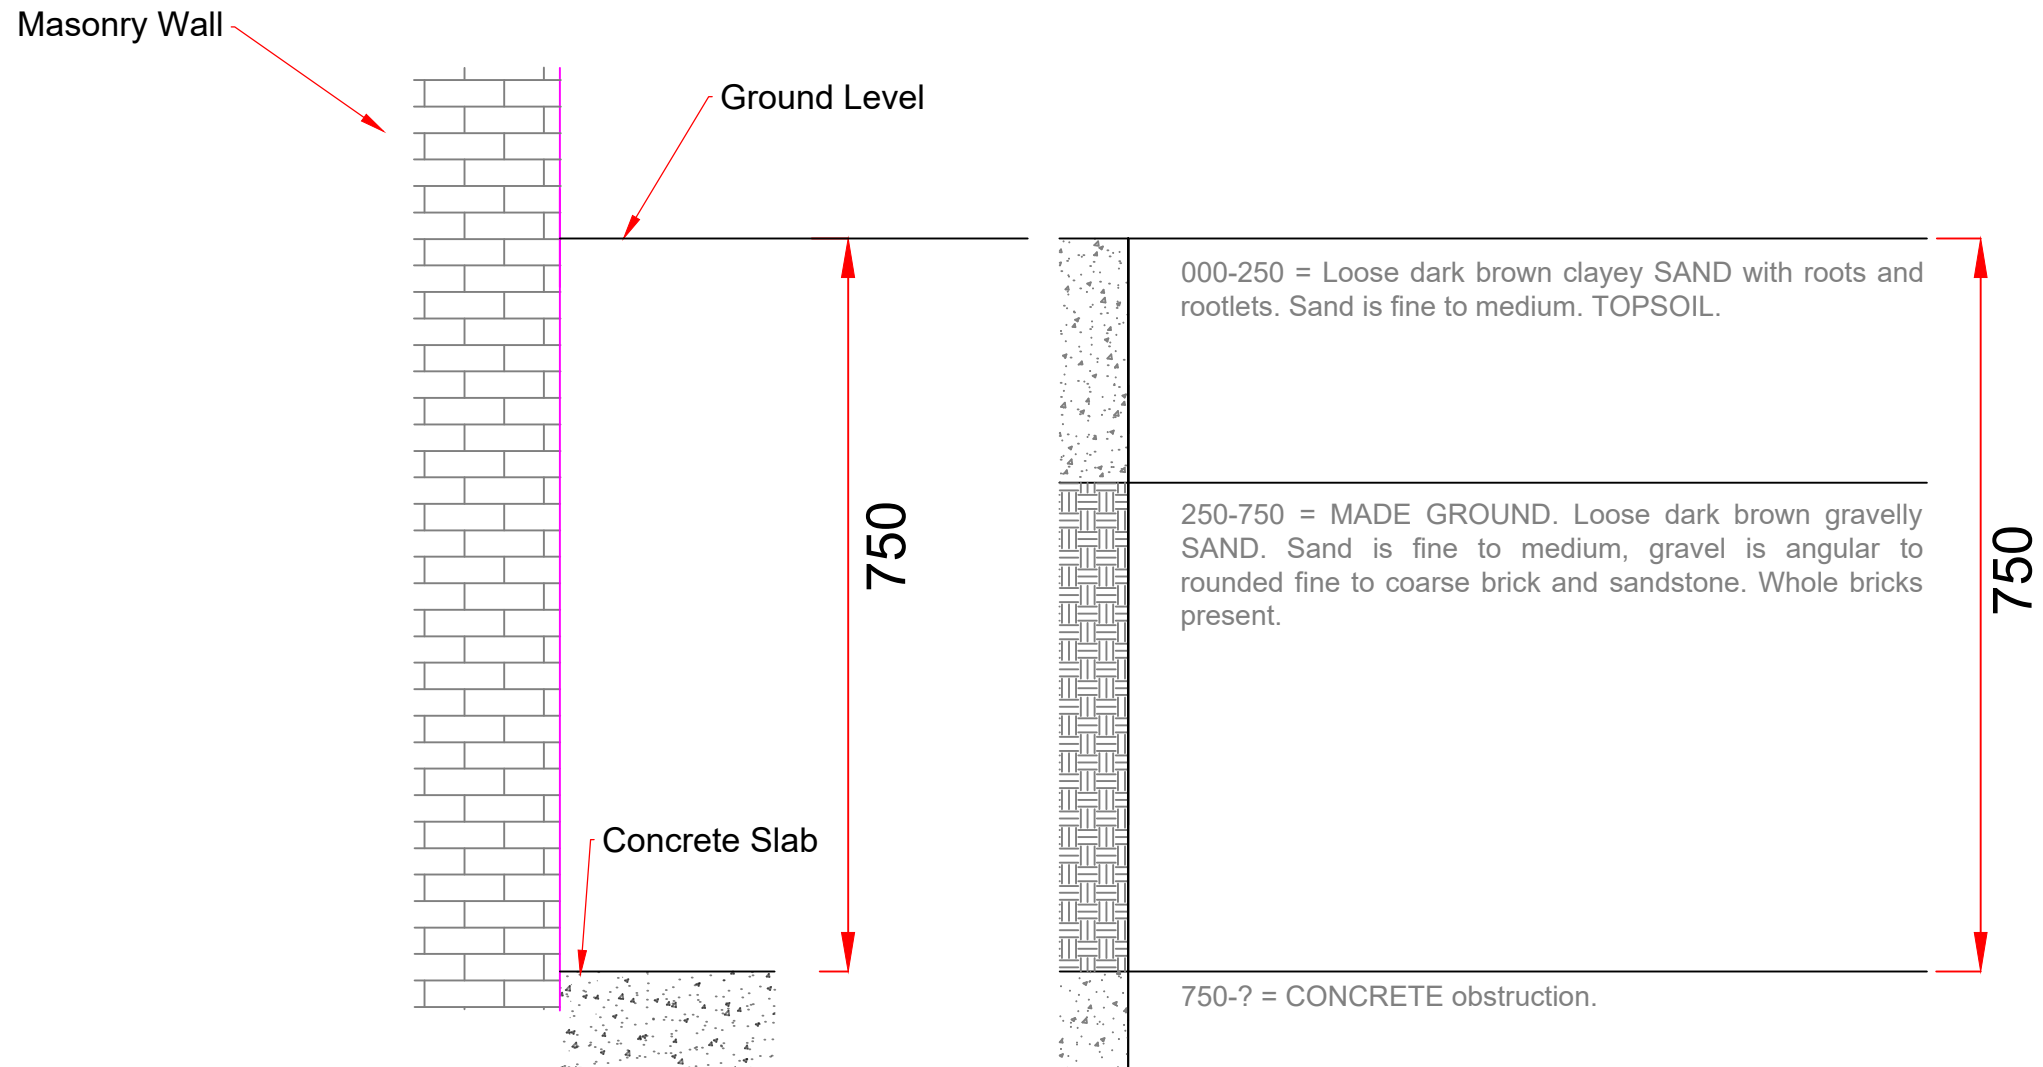 Masonry Wall
Ground Level
000-250 = Loose dark brown clayey SAND with roots and
rootlets. Sand is fine to medium. TOPSOIL.
750
250-750 = MADE GROUND. Loose dark brown gravelly
SAND. Sand is fine to medium, gravel is angular to
rounded fine to coarse brick and sandstone. Whole bricks
present.
750
Concrete Slab
750-? = CONCRETE obstruction.